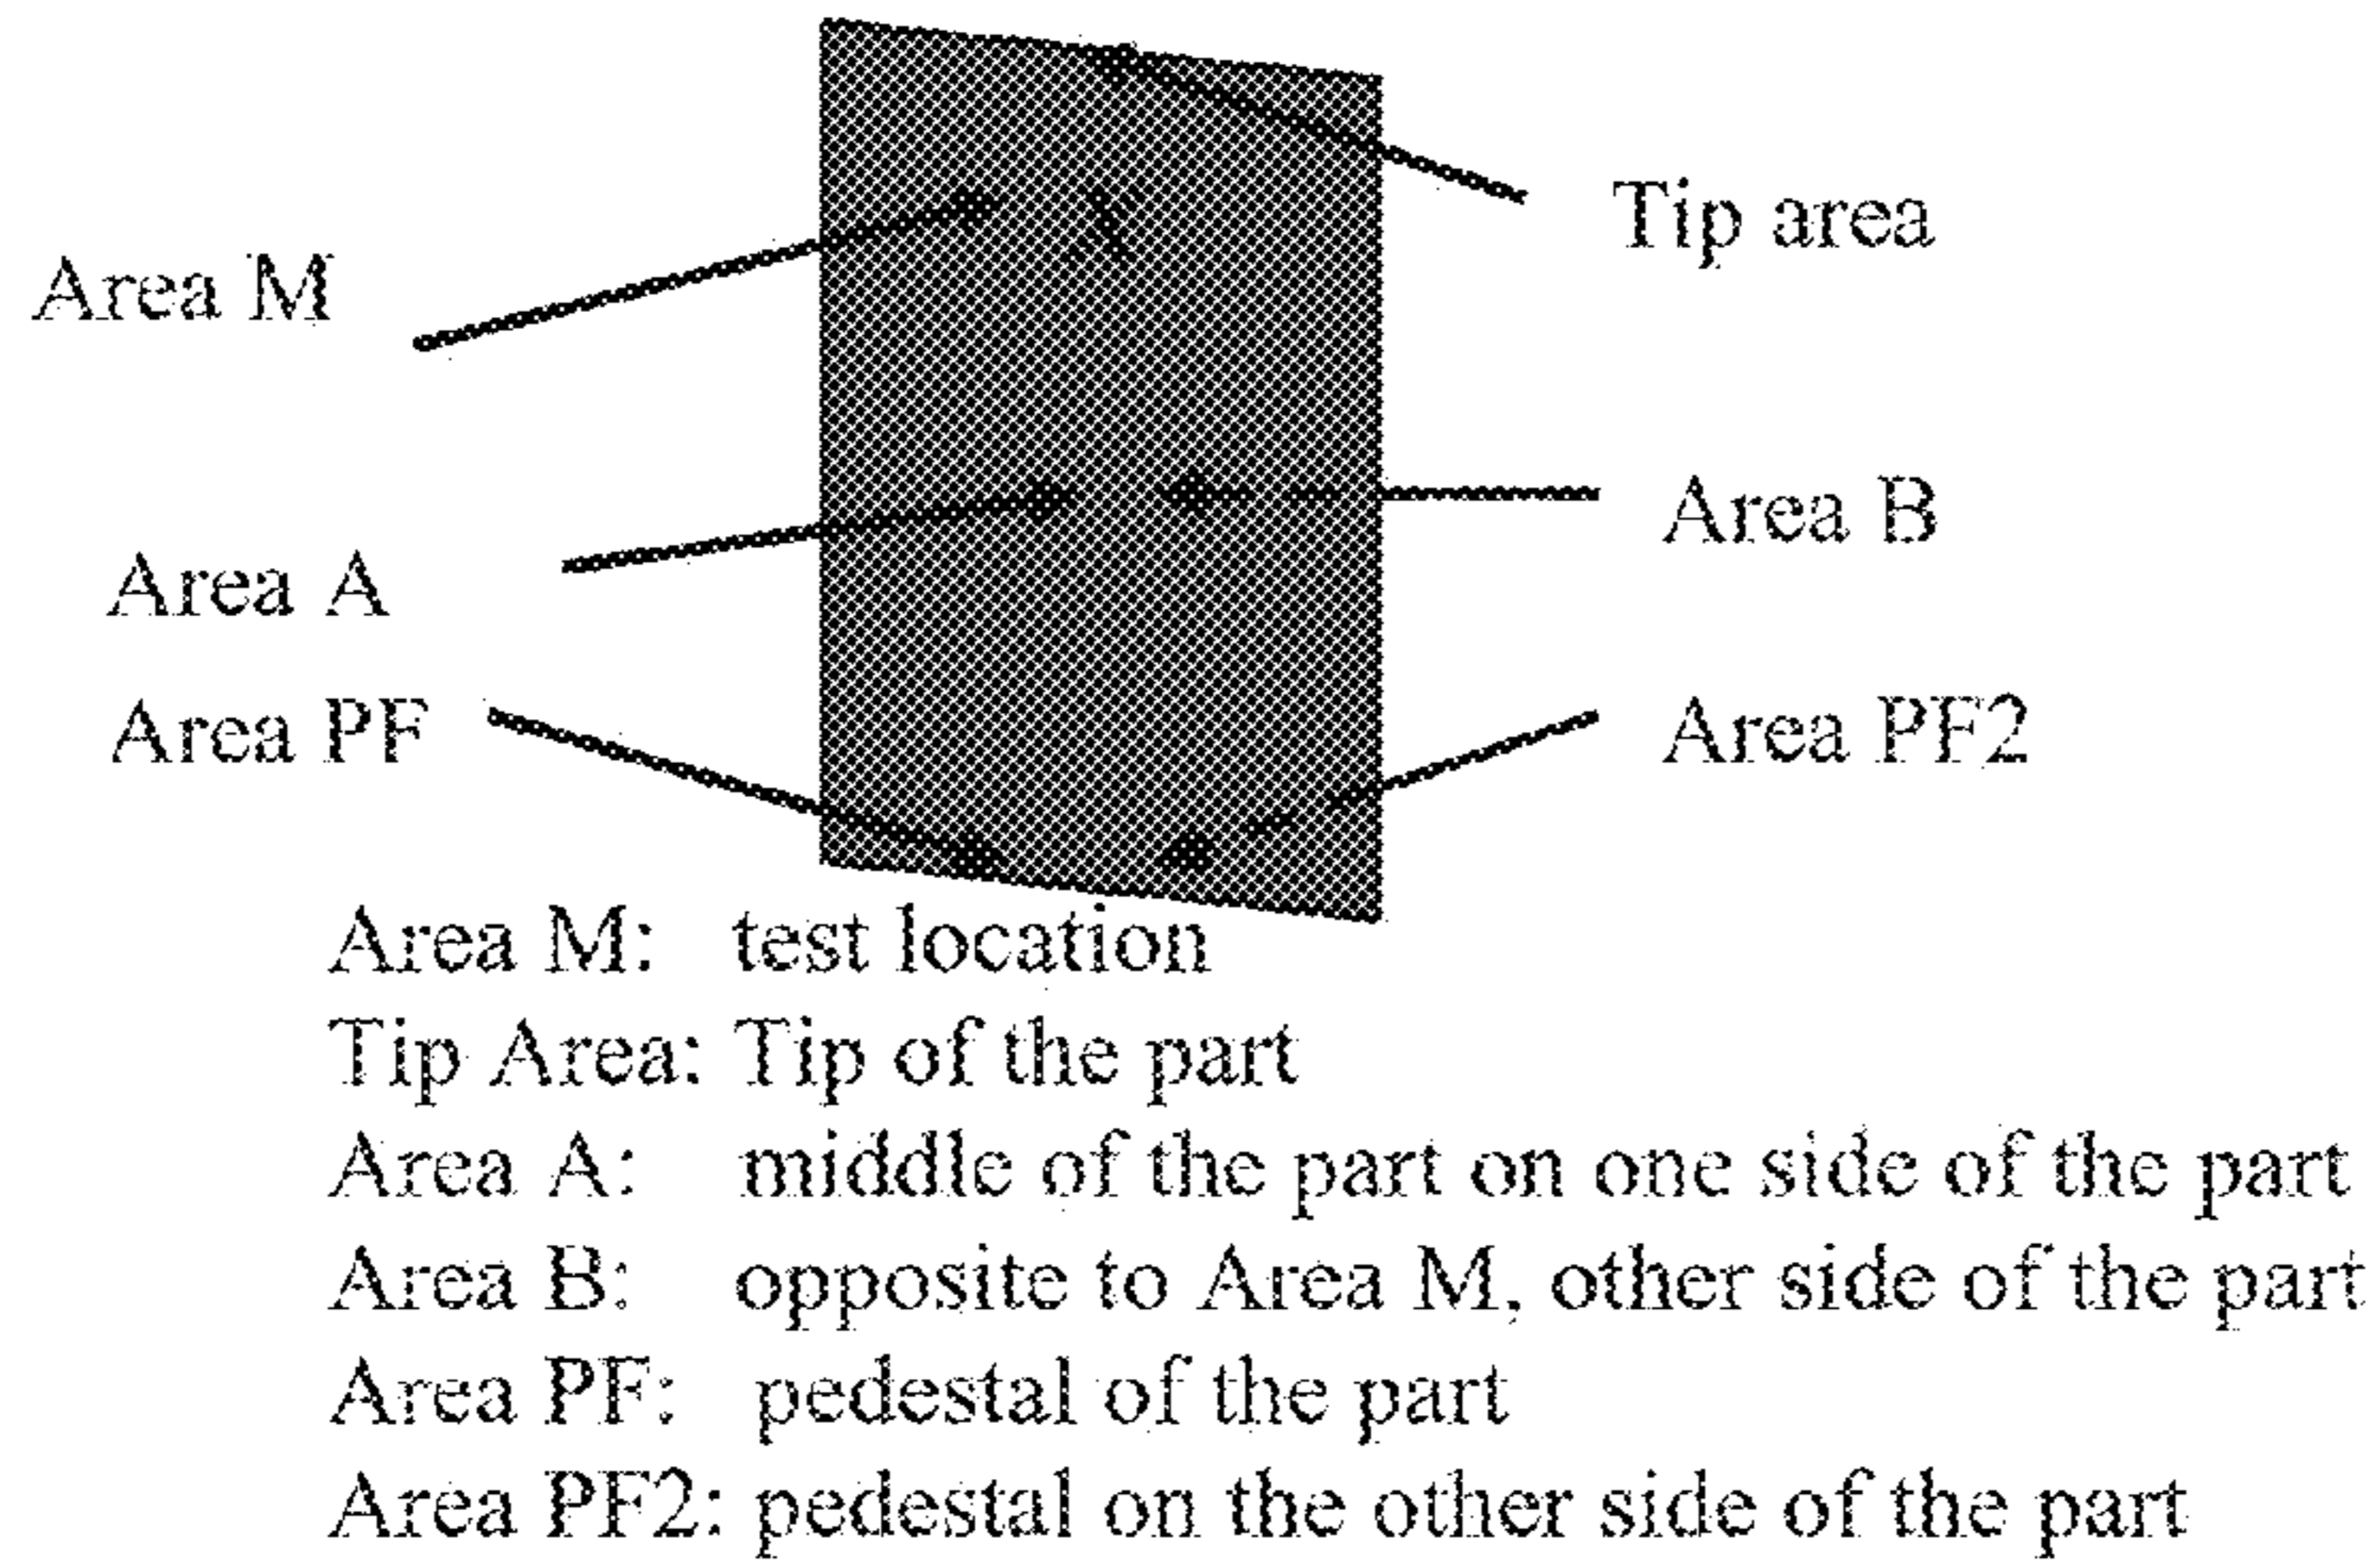 Tip area
Area M
Area B
Area A
Area PF
Area PF2
Area M: test location
Tip Area: Tip of the part
Area A: middle of the part on one side of the part
Area B: opposite to Area M, other side of the part
Area PF: pedestal of the part
Area PF2: pedestal on the other side of the part